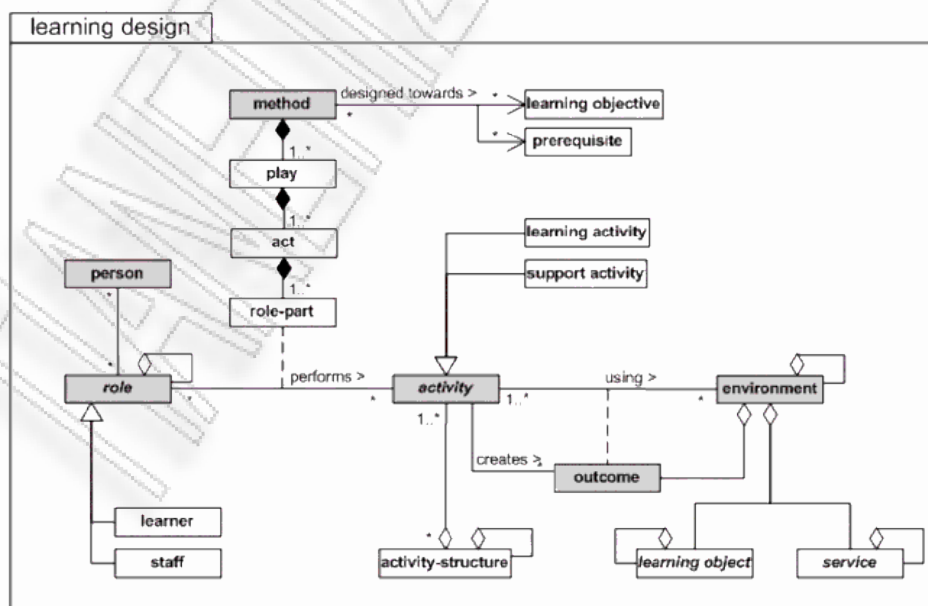 learning design
method
designed towards >
*
*
learning objective
*
prerequisite
1..*
play
1..*
act
1..*
role-part
learning activity
support activity
person
*
*
role
*
performs >
*
activity
1..*
using >
*
environment
1..*
creates >
*
outcome
learner
staff
*
activity-structure
learning object
service